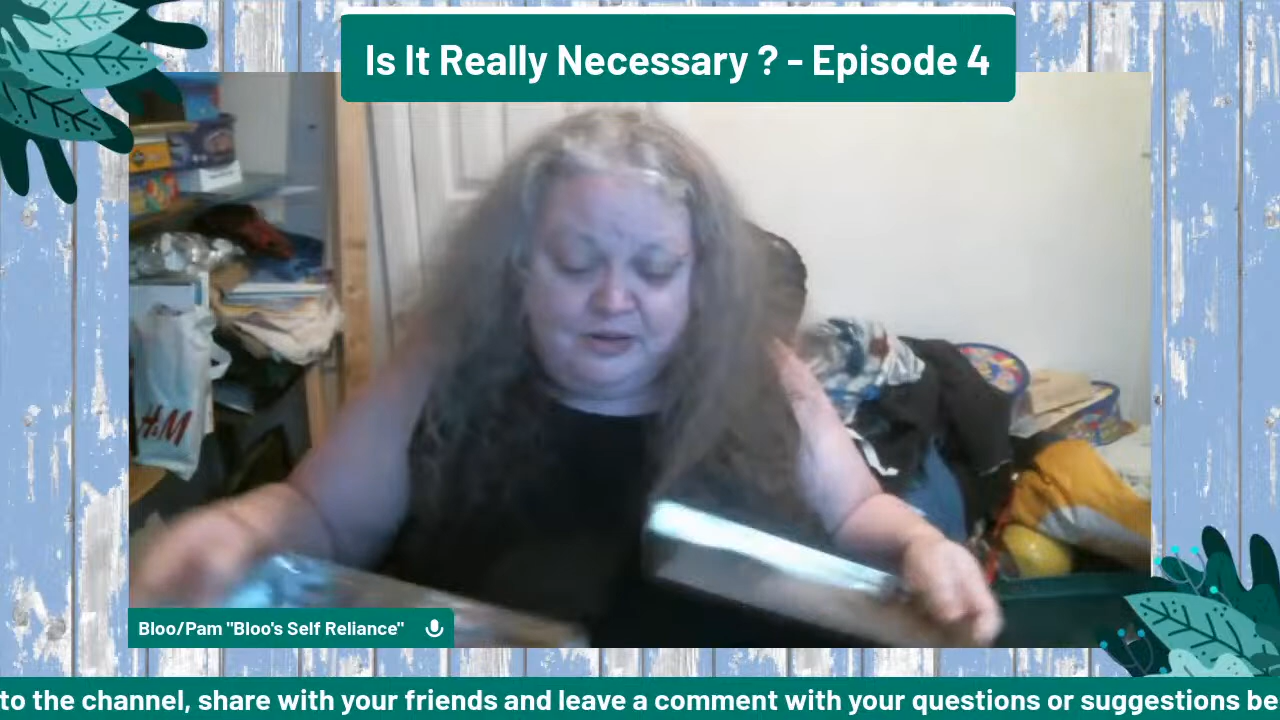 Is It Really Necessary ? - Episode 4
H&M
Bloo/Pam "Bloo's Self Reliance"
to the channel, share with your friends and leave a comment with your questions or suggestions be